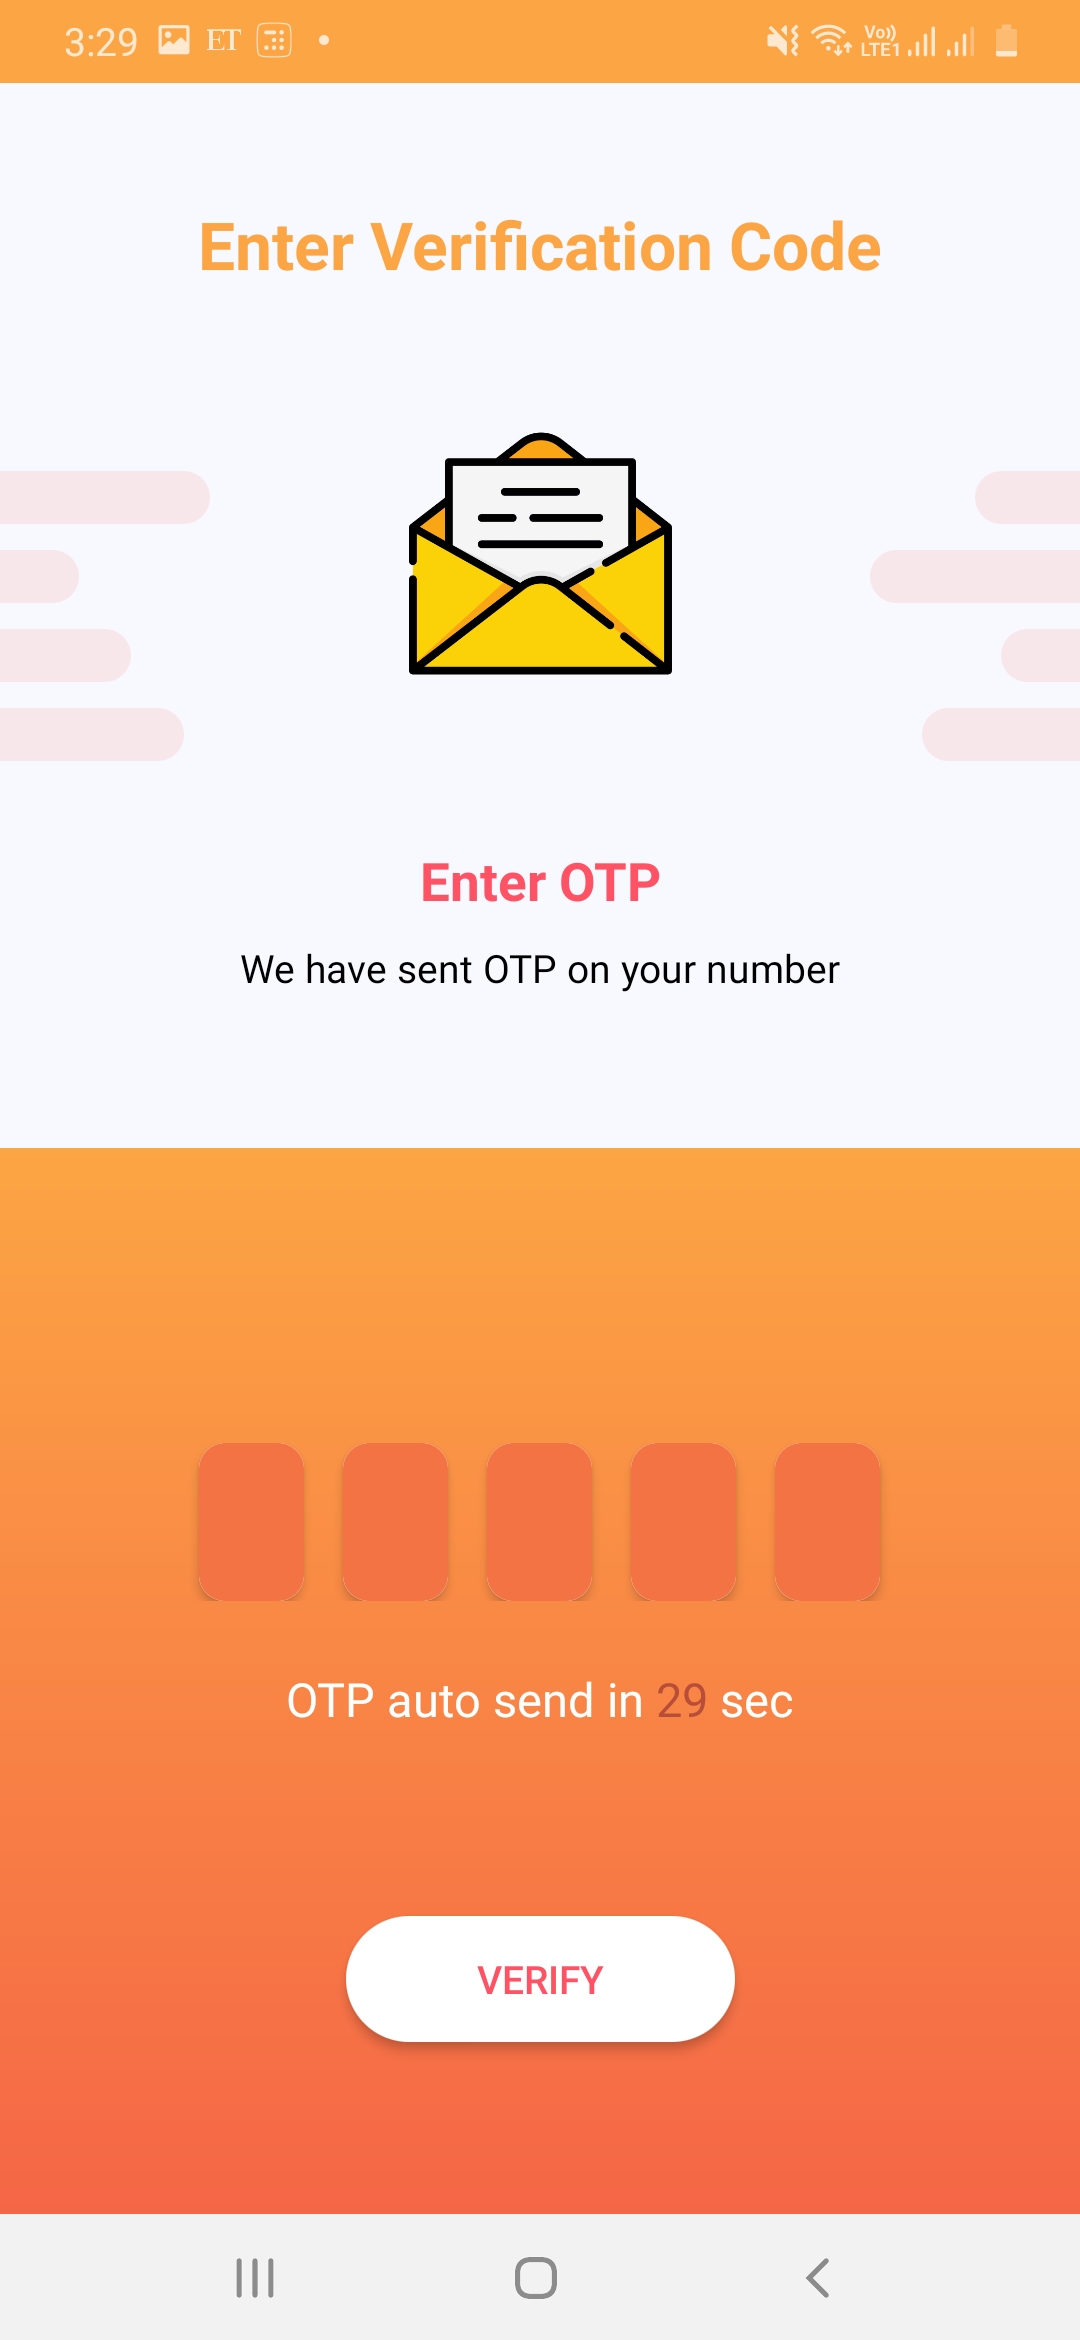 3:29 ET Vo)) LTE1
Enter Verification Code
Enter OTP
We have sent OTP on your number
OTP auto send in 29 sec
VERIFY